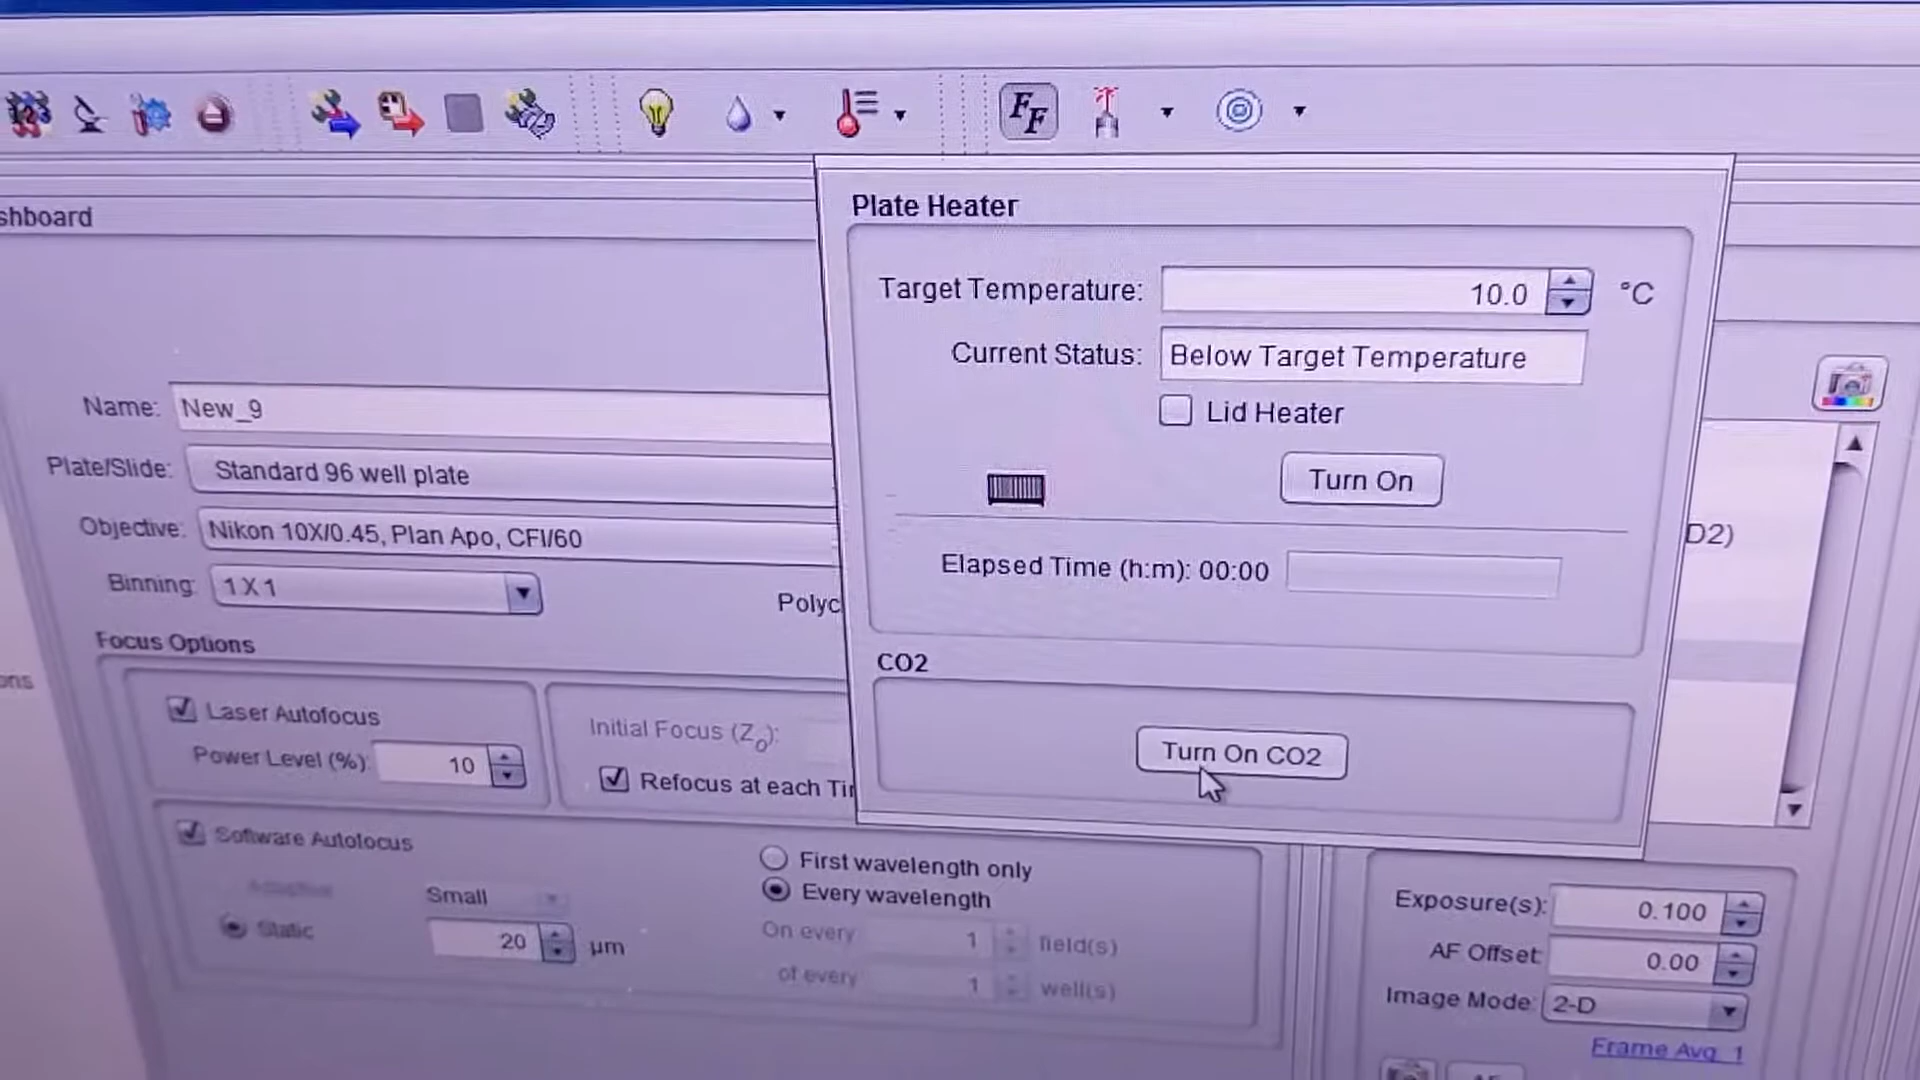 FF
shboard
Plate Heater
Target Temperature: 10.0 °C
Current Status: Below Target Temperature
Lid Heater
Turn On
Elapsed Time (h:m): 00:00
CO2
Turn On CO2
Name: New_9
Plate/Slide: Standard 96 well plate
Objective: Nikon 10X/0.45, Plan Apo, CFI/60
Binning: 1 X 1
Polyc
Focus Options
ons
Laser Autofocus
Power Level (%): 10
Initial Focus (Z0):
Refocus at each Tir
Software Autofocus
Adaptive Small
Static 20 µm
First wavelength only
Every wavelength
On every 1 field(s)
of every 1 well(s)
D2)
Exposure(s): 0.100
AF Offset: 0.00
Image Mode: 2-D
Frame Avg. 1